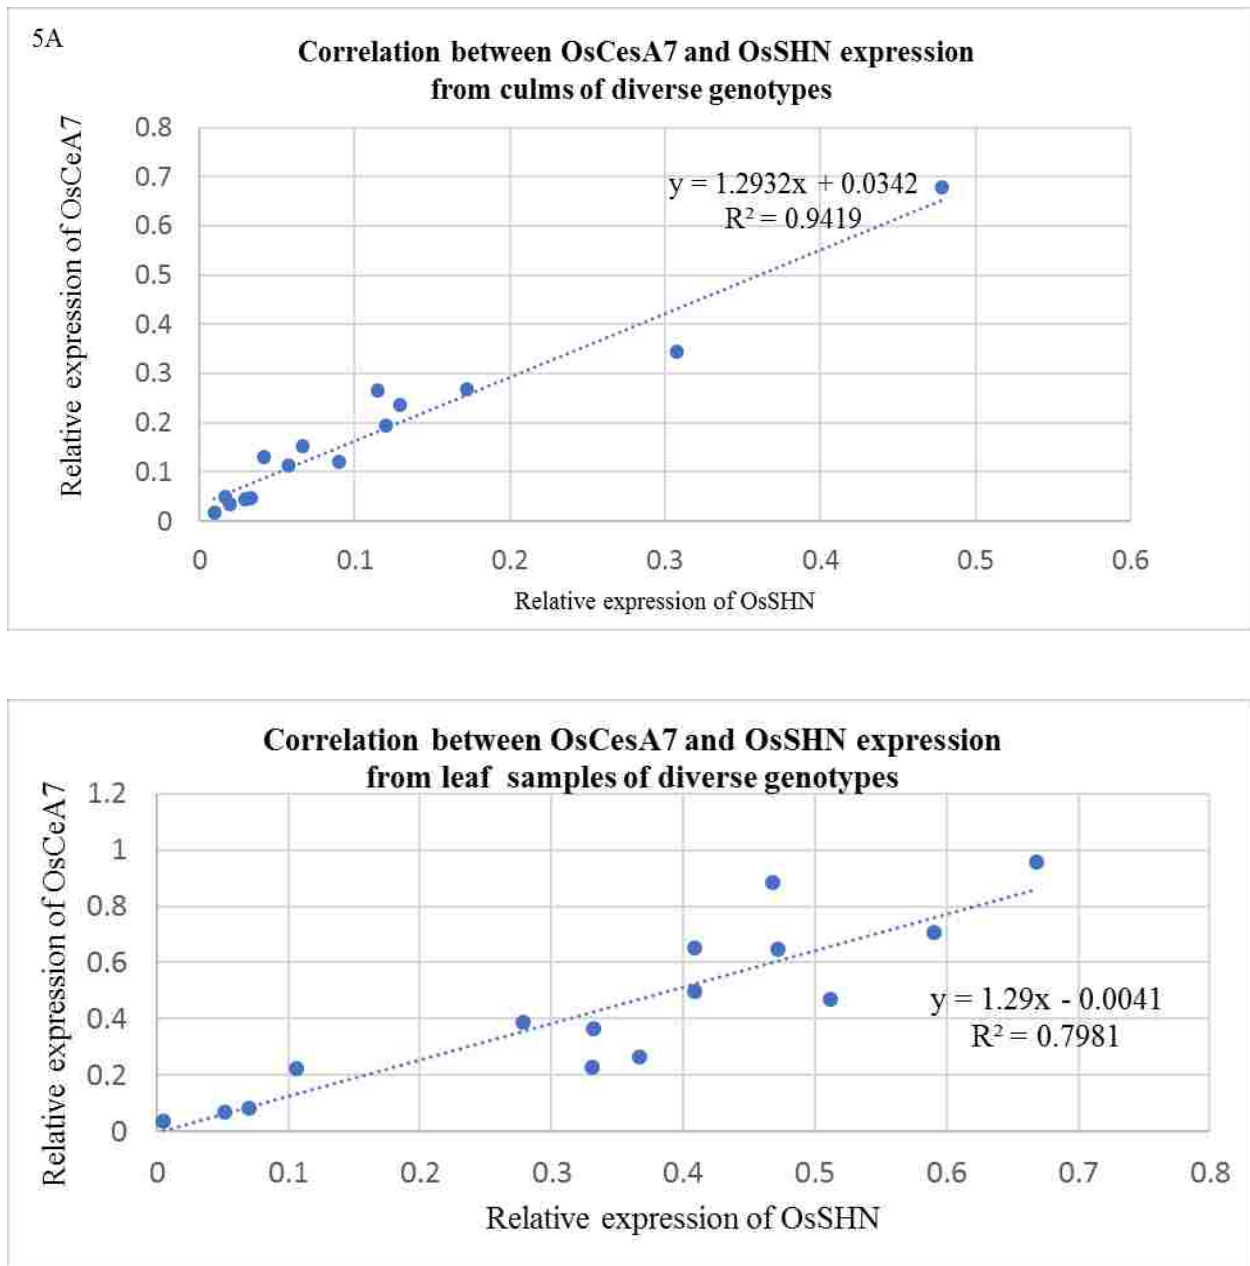 5A
Correlation between OsCesA7 and OsSHN expression
from culms of diverse genotypes
Relative expression of OsCeA7
0.8
0.7
0.6
0.5
0.4
0.3
0.2
0.1
0
y = 1.2932x + 0.0342
R² = 0.9419
0 0.1 0.2 0.3 0.4 0.5 0.6
Relative expression of OsSHN
Correlation between OsCesA7 and OsSHN expression
from leaf samples of diverse genotypes
Relative expression of OsCeA7
1.2
1
0.8
0.6
0.4
0.2
0
y = 1.29x - 0.0041
R² = 0.7981
0 0.1 0.2 0.3 0.4 0.5 0.6 0.7 0.8
Relative expression of OsSHN